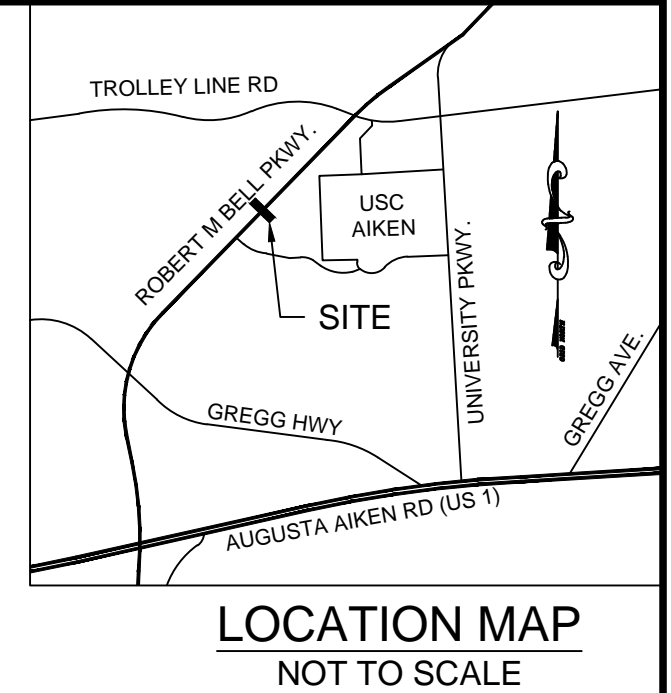 TROLLEY LINE RD
ROBERT M BELL PKWY.
USC
AIKEN
UNIVERSITY PKWY.
SITE
GREGG AVE.
GREGG HWY
AUGUSTA AIKEN RD (US 1)
LOCATION MAP
NOT TO SCALE